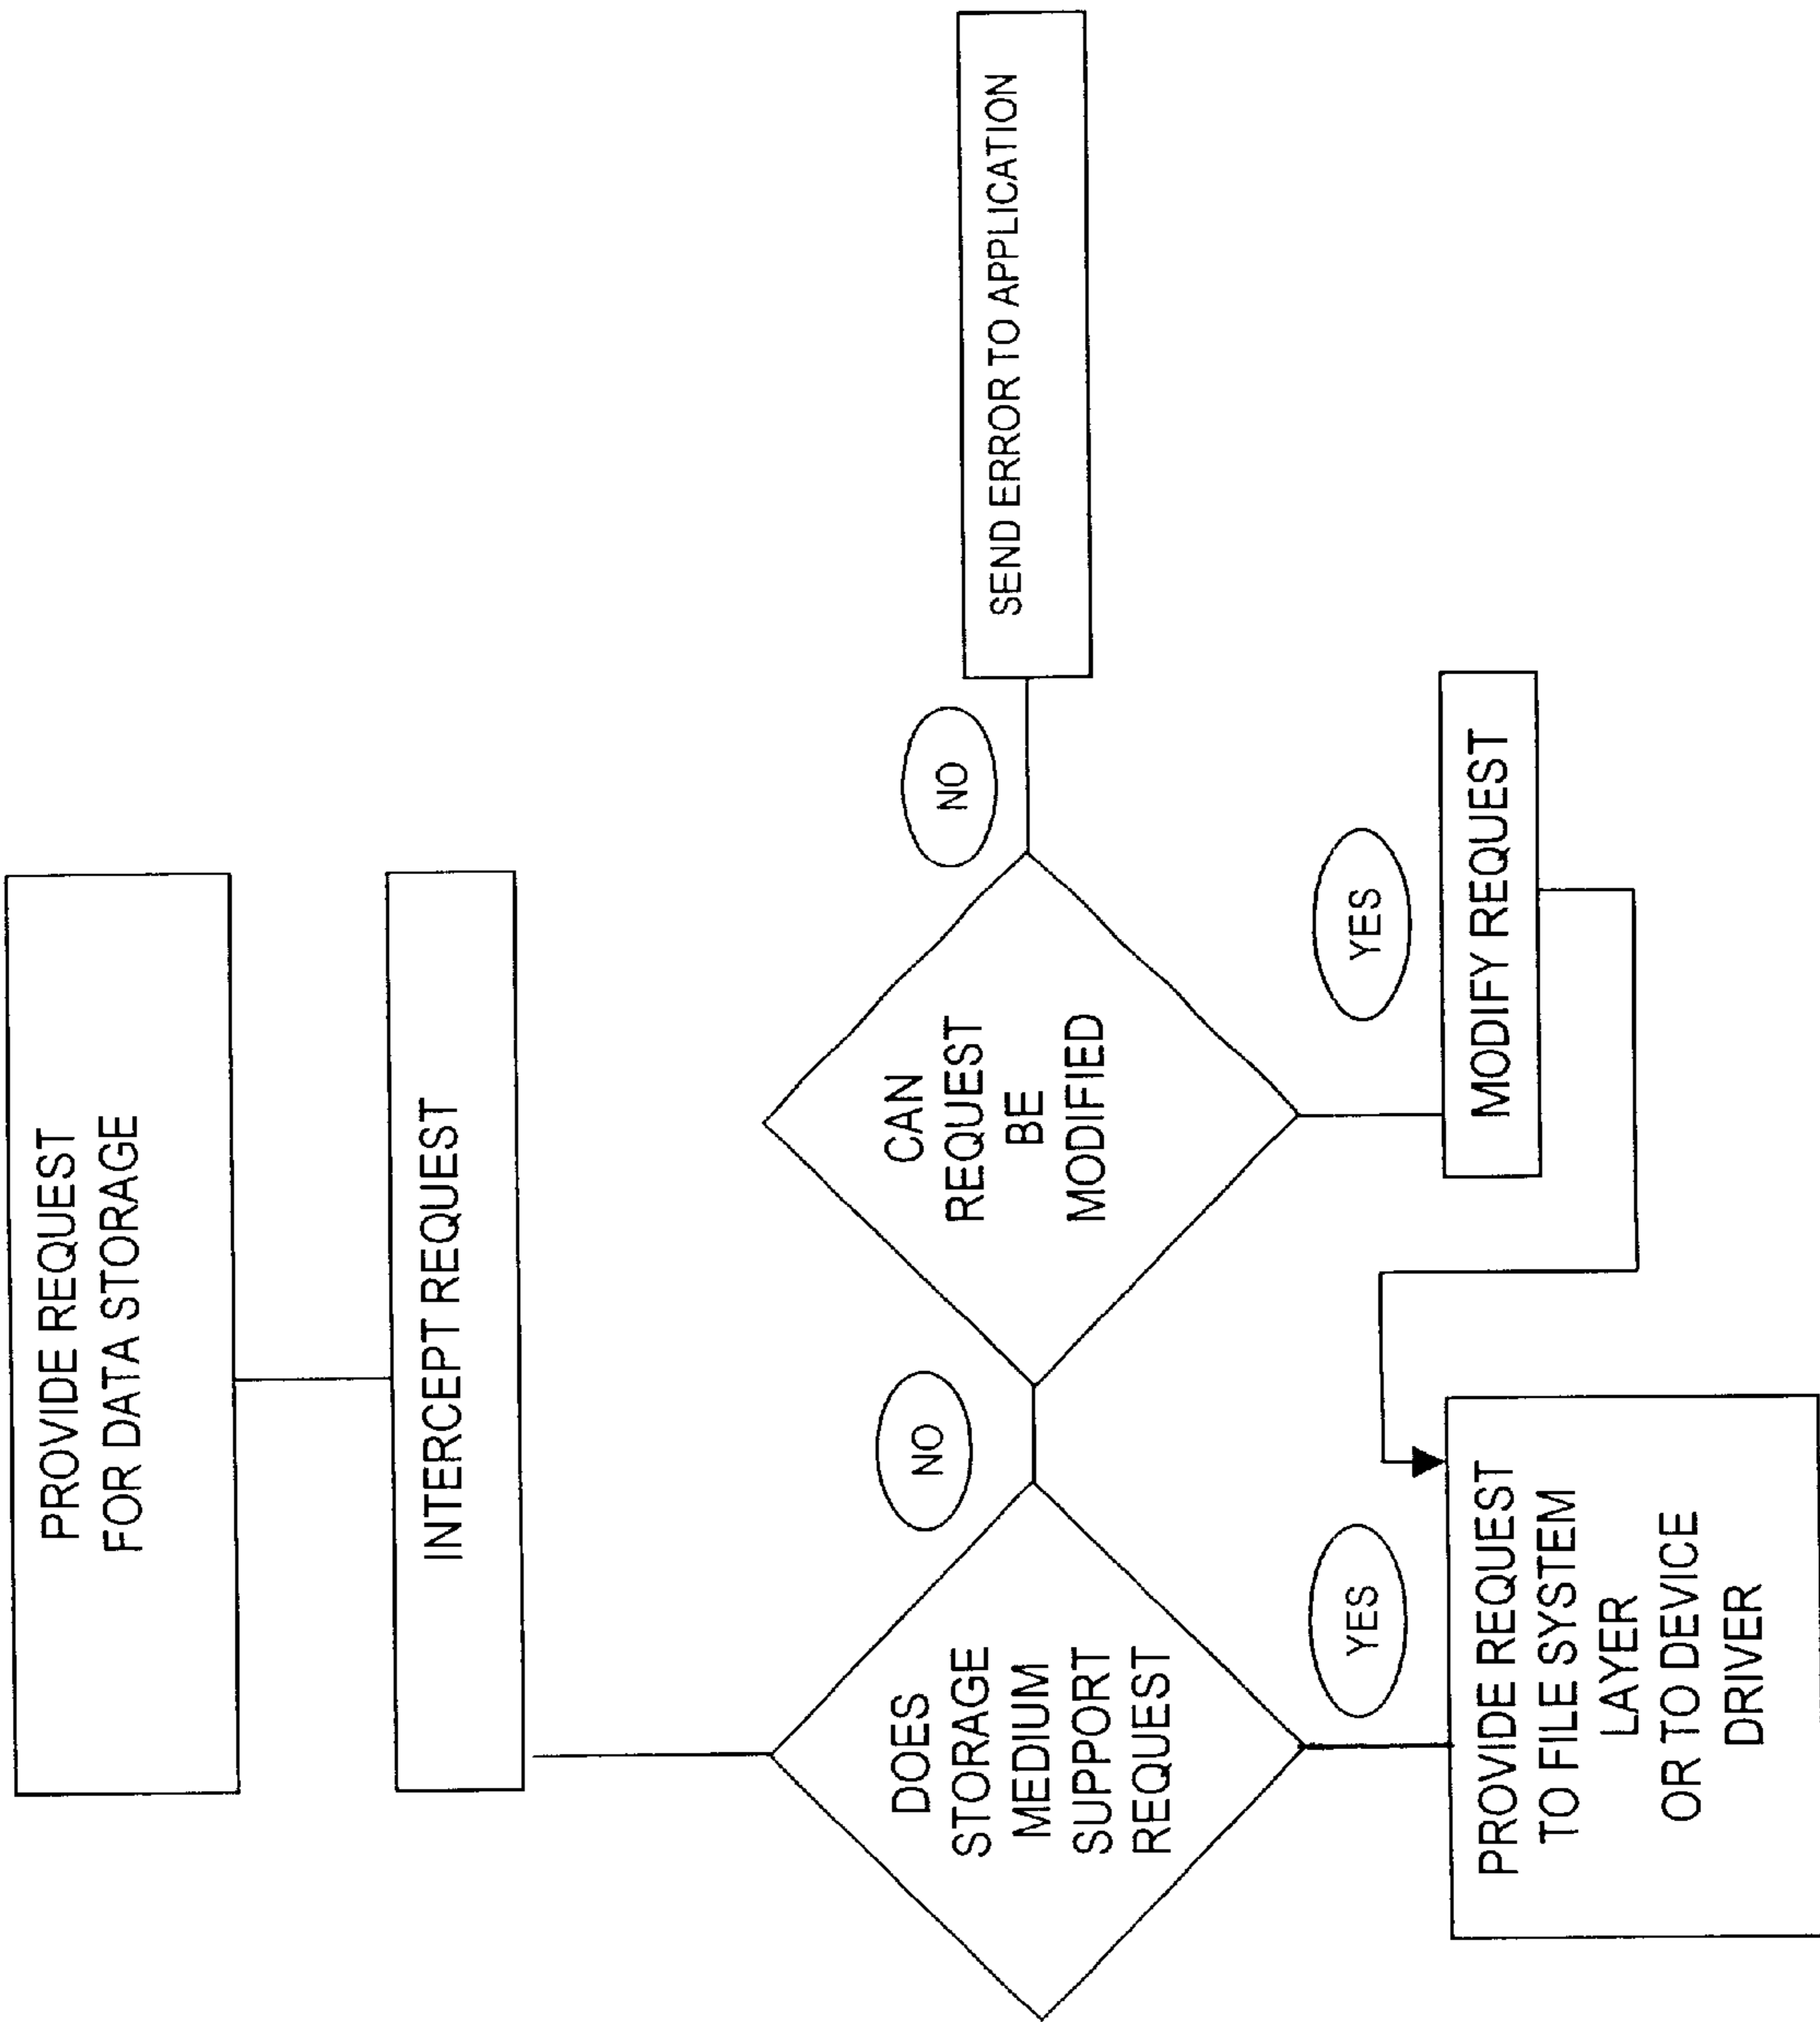 PROVIDE REQUEST
FOR DATA STORAGE
INTERCEPT REQUEST
DOES
STORAGE
MEDIUM
SUPPORT
REQUEST
NO
CAN
REQUEST
BE
MODIFIED
NO
SEND ERROR TO APPLICATION
YES
YES
MODIFY REQUEST
PROVIDE REQUEST
TO FILE SYSTEM
LAYER
OR TO DEVICE
DRIVER